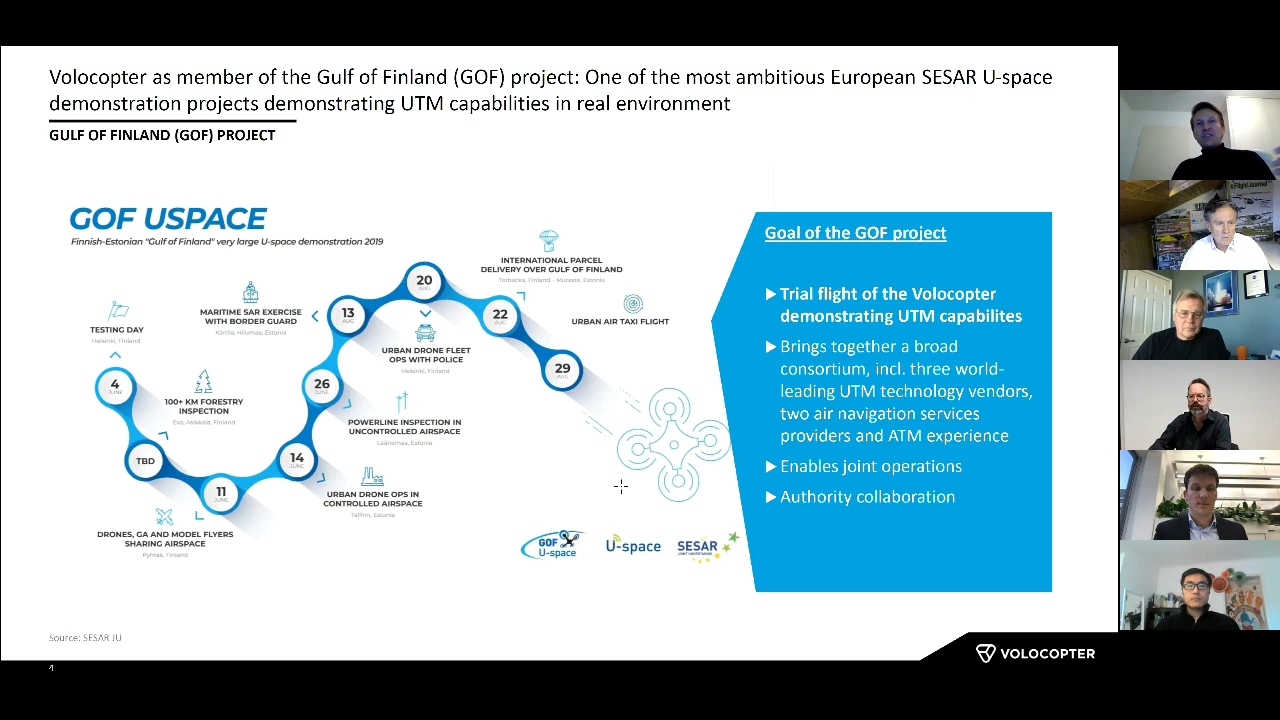 Volocopter as member of the Gulf of Finland (GOF) project: One of the most ambitious European SESAR U-space
demonstration projects demonstrating UTM capabilities in real environment
GULF OF FINLAND (GOF) PROJECT
GOF USPACE
Finnish-Estonian "Gulf of Finland" very large U-space demonstration 2019
TESTING DAY
Helsinki, Finland
4
JUNE
100+ KM FORESTRY
INSPECTION
Evo, Asikkala, Finland
TBD
11
JUNE
DRONES, GA AND MODEL FLYERS
SHARING AIRSPACE
Pyhtää, Finland
14
JUNE
URBAN DRONE OPS IN
CONTROLLED AIRSPACE
Tallinn, Estonia
26
JUNE
POWERLINE INSPECTION IN
UNCONTROLLED AIRSPACE
Läänemaa, Estonia
MARITIME SAR EXERCISE
WITH BORDER GUARD
Kärdla, Hiiumaa, Estonia
13
AUG
20
AUG
URBAN DRONE FLEET
OPS WITH POLICE
Helsinki, Finland
INTERNATIONAL PARCEL
DELIVERY OVER GULF OF FINLAND
Torbacka, Finland - Muraste, Estonia
22
AUG
URBAN AIR TAXI FLIGHT
29
AUG
GOF
U-space
U-space
SESAR
JOINT UNDERTAKING
Goal of the GOF project
Trial flight of the Volocopter
demonstrating UTM capabilites
Brings together a broad
consortium, incl. three world-
leading UTM technology vendors,
two air navigation services
providers and ATM experience
Enables joint operations
Authority collaboration
Source: SESAR JU
4
VOLOCOPTER